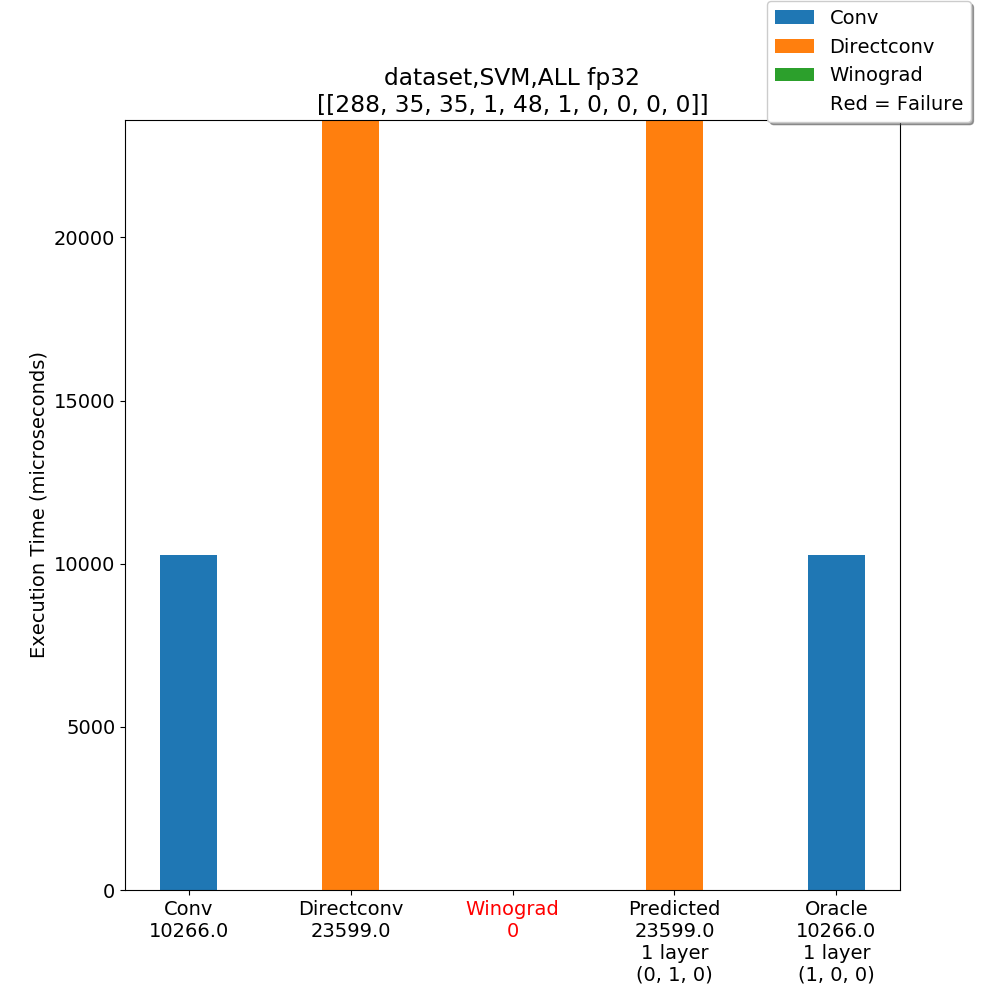 Conv
Directconv
Winograd
Red = Failure
dataset,SVM,ALL fp32
[[288, 35, 35, 1, 48, 1, 0, 0, 0, 0]]
Execution Time (microseconds)
20000
15000
10000
5000
0
Conv
10266.0
Directconv
23599.0
Winograd
0
Predicted
23599.0
1 layer
(0, 1, 0)
Oracle
10266.0
1 layer
(1, 0, 0)